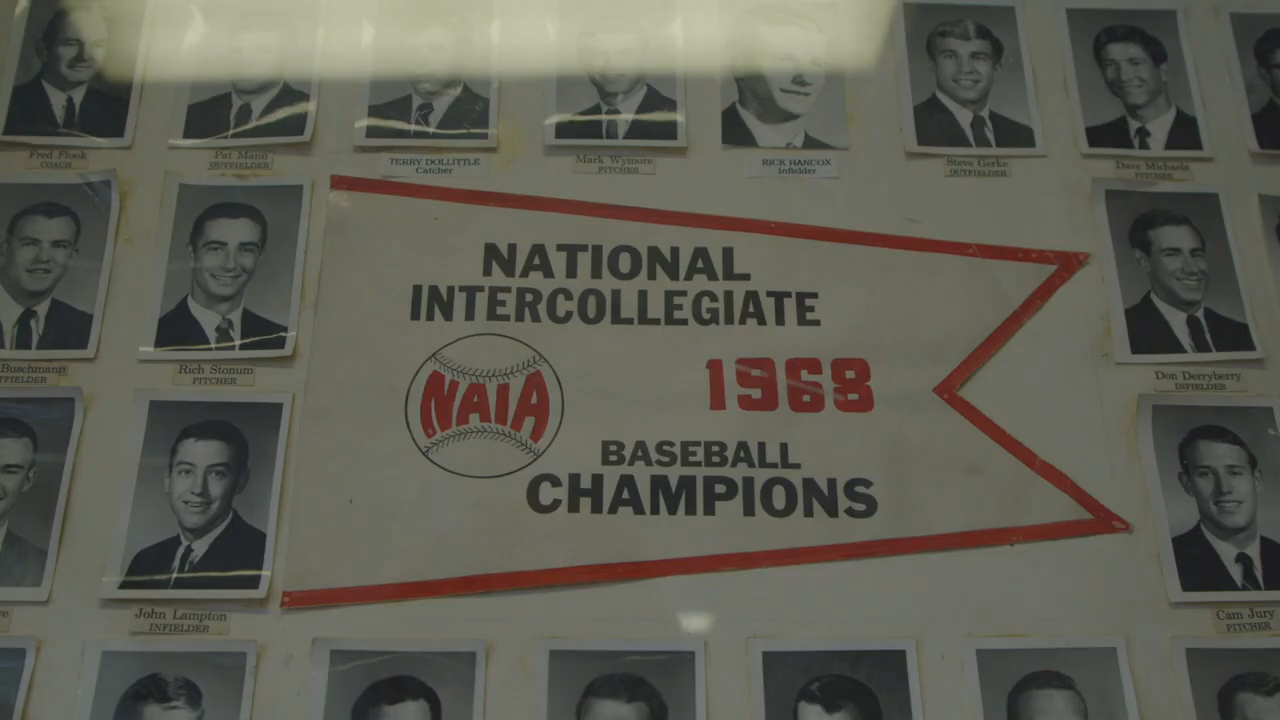 Fred Flook
COACH
Pat Mann
OUTFIELDER
TERRY DOLLITTLE
Catcher
Mark Wymore
PITCHER
RICK HANCOX
Infielder
Steve Gerke
OUTFIELDER
Dave Michaels
PITCHER
NATIONAL
INTERCOLLEGIATE
NAIA
1968
BASEBALL
CHAMPIONS
Buschmann
Rich Stonum
PITCHER
Don Derryberry
INFIELDER
John Lampton
INFIELDER
Cam Jury
PITCHER